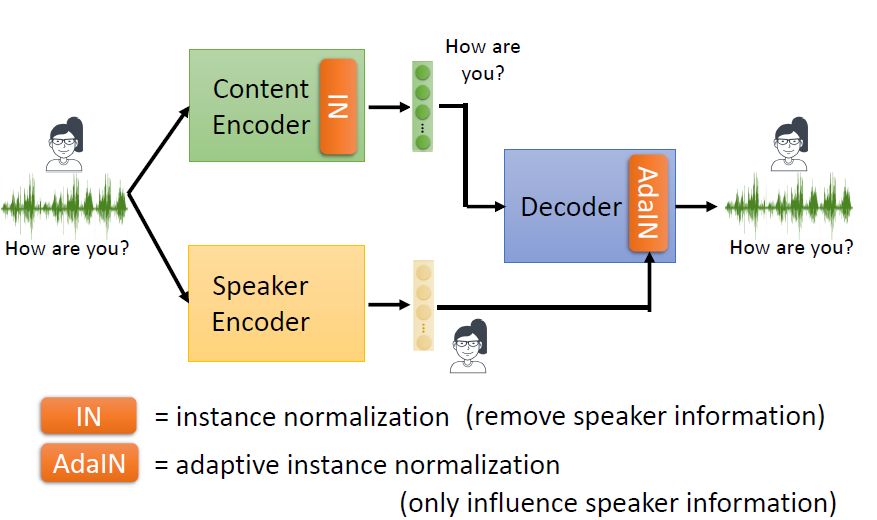 How are
you?
Content
Encoder
IN
How are you?
Decoder
AdaIN
How are you?
Speaker
Encoder
IN = instance normalization (remove speaker information)
AdaIN = adaptive instance normalization
(only influence speaker information)